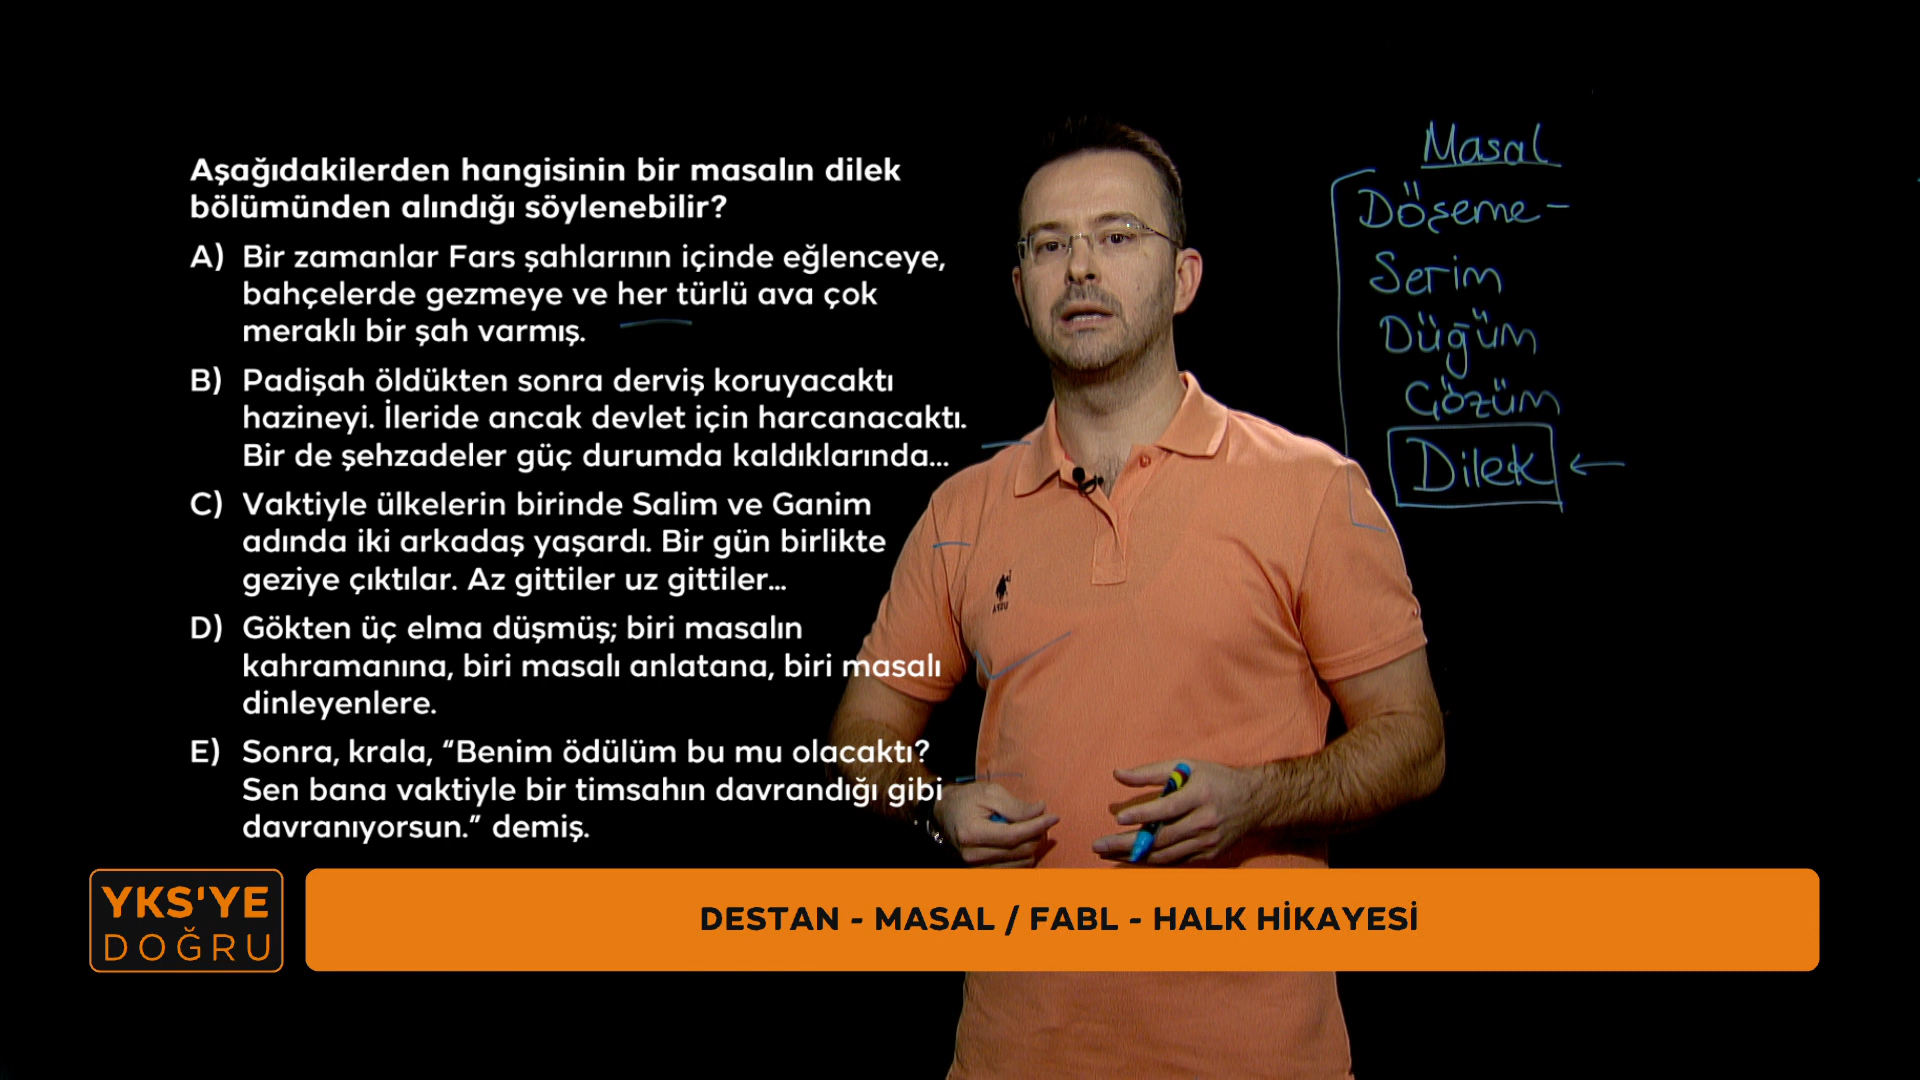 Aşağıdakilerden hangisinin bir masalın dilek
bölümünden alındığı söylenebilir?
A) Bir zamanlar Fars şahlarının içinde eğlenceye,
bahçelerde gezmeye ve her türlü ava çok
meraklı bir şah varmış.
B) Padişah öldükten sonra derviş koruyacaktı
hazineyi. İleride ancak devlet için harcanacaktı.
Bir de şehzadeler güç durumda kaldıklarında...
C) Vaktiyle ülkelerin birinde Salim ve Ganim
adında iki arkadaş yaşardı. Bir gün birlikte
geziye çıktılar. Az gittiler uz gittiler...
D) Gökten üç elma düşmüş; biri masalın
kahramanına, biri masalı anlatana, biri masalı
dinleyenlere.
E) Sonra, krala, “Benim ödülüm bu mu olacaktı?
Sen bana vaktiyle bir timsahın davrandığı gibi
davranıyorsun.” demiş.
Masal
Döşeme -
Serim
Düğüm
Çözüm
Dilek
YKS'YE
DOĞRU
DESTAN - MASAL / FABL - HALK HİKAYESİ